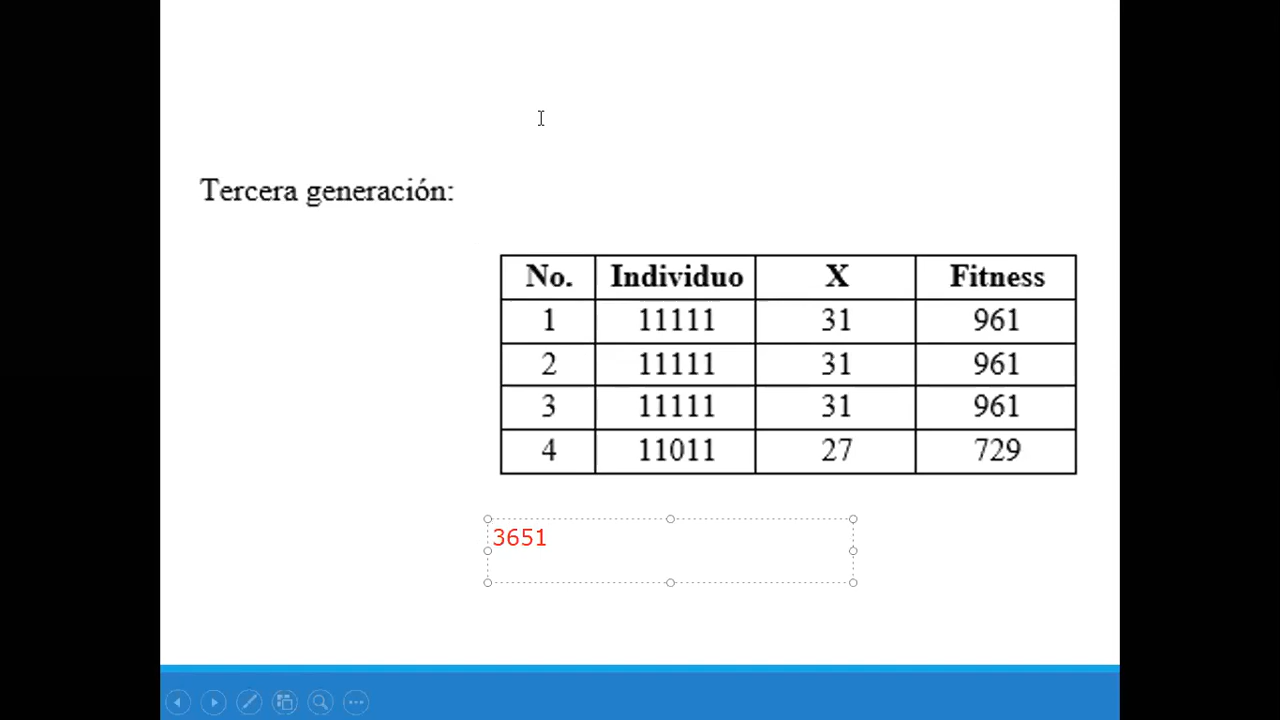 Tercera generación:
No. Individuo X Fitness
1 11111 31 961
2 11111 31 961
3 11111 31 961
4 11011 27 729
3651